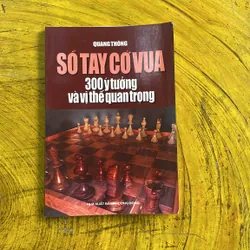 QUANG THÔNG
SỔ TAY CỜ VUA
300 ý tưởng
và vị thế quan trọng